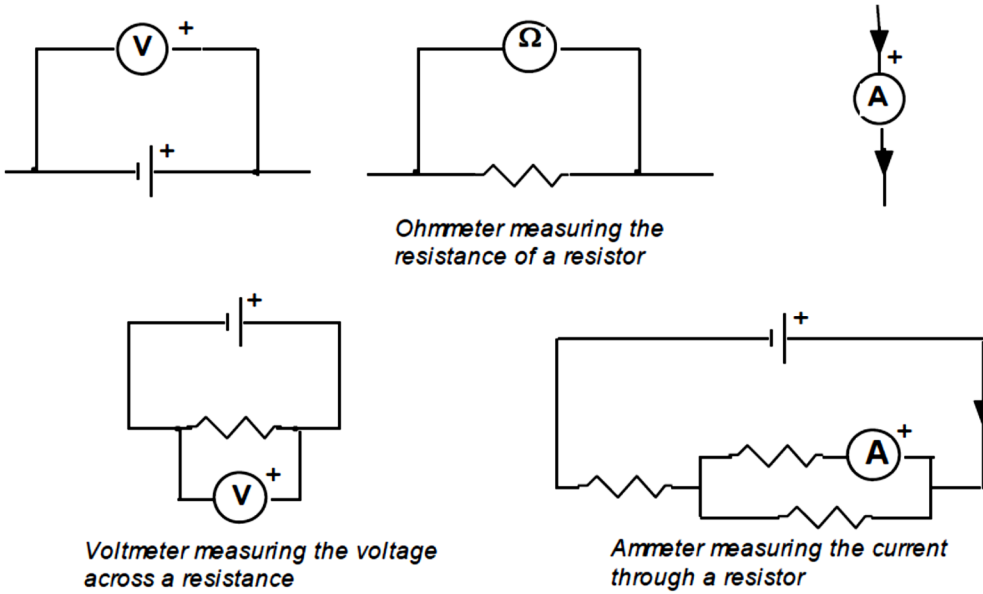 V +
+
Ω
Ohmmeter measuring the
resistance of a resistor
+
A
+
V +
Voltmeter measuring the voltage
across a resistance
+
A +
Ammeter measuring the current
through a resistor